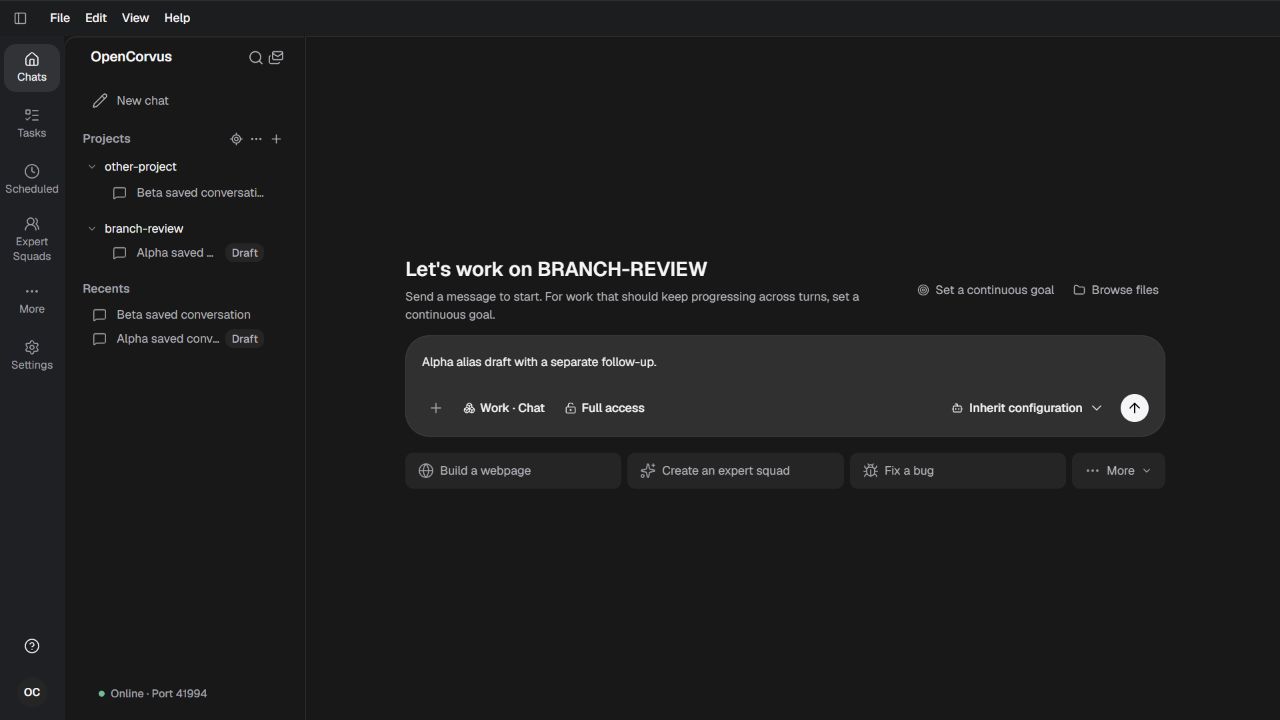 File Edit View Help
Chats
Tasks
Scheduled
Expert
Squads
More
Settings
OC
OpenCorvus
New chat
Projects
other-project
Beta saved conversati...
branch-review
Alpha saved ... Draft
Recents
Beta saved conversation
Alpha saved conv... Draft
Online · Port 41994
Let's work on BRANCH-REVIEW
Send a message to start. For work that should keep progressing across turns, set a
continuous goal.
Set a continuous goal Browse files
Alpha alias draft with a separate follow-up.
Work · Chat Full access Inherit configuration
Build a webpage Create an expert squad Fix a bug More